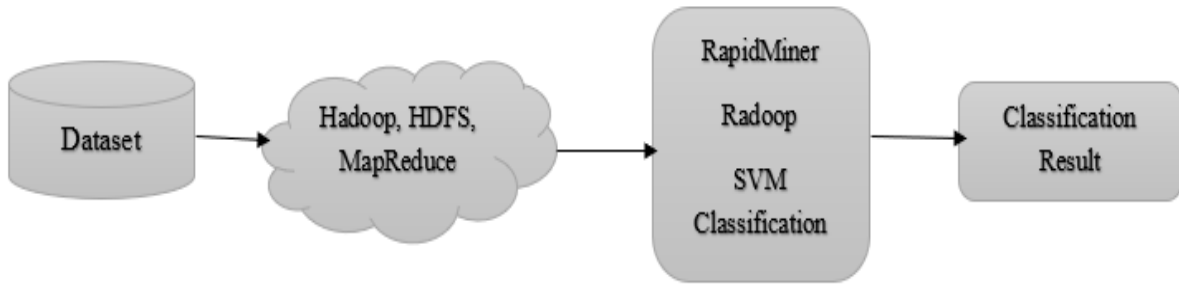 Dataset
Hadoop, HDFS,
MapReduce
RapidMiner
Radoop
SVM
Classification
Classification
Result